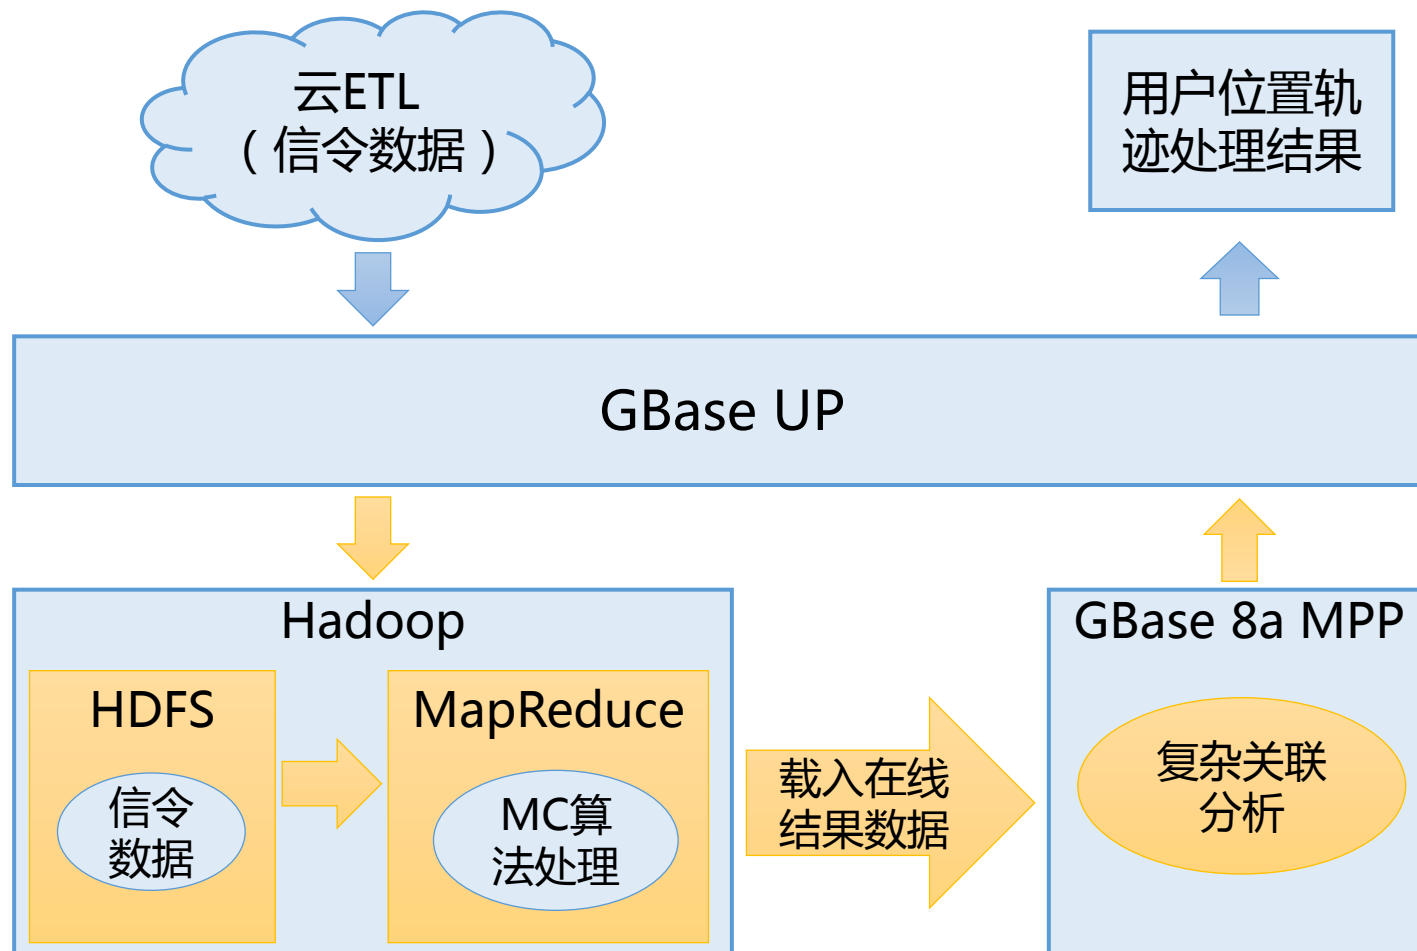 云ETL
（信令数据）
用户位置轨
迹处理结果
GBase UP
Hadoop
HDFS
信令
数据
MapReduce
MC算
法处理
载入在线
结果数据
GBase 8a MPP
复杂关联
分析